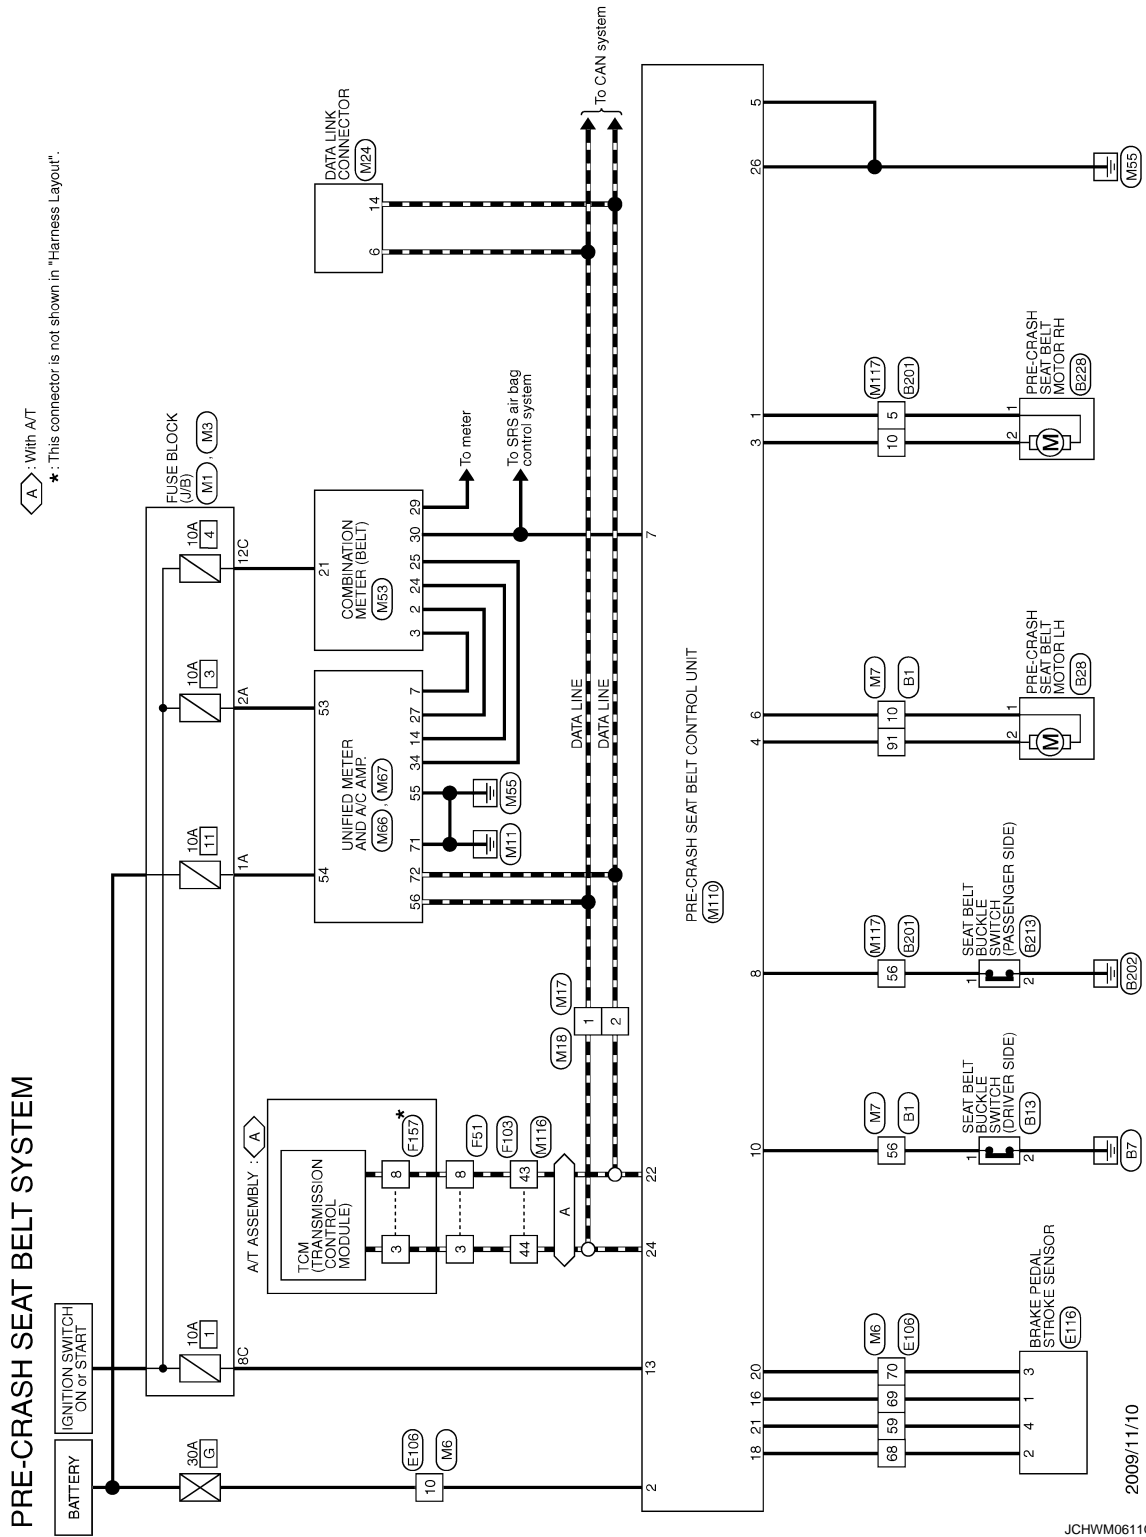 PRE-CRASH SEAT BELT SYSTEM
A : With A/T
* : This connector is not shown in "Harness Layout".
BATTERY
IGNITION SWITCH
ON or START
30A
G
10A
1
10A
11
10A
3
10A
4
FUSE BLOCK
(J/B)
M1 , M3
8C
1A
2A
12C
E106
10
M6
A/T ASSEMBLY : A
TCM
(TRANSMISSION
CONTROL
MODULE)
3
8
F157
*
3
8
F51
F103
44
43
M116
A
54
53
UNIFIED METER
AND A/C AMP.
M66 , M67
56
72
71
55
34
14
27
7
M11
M55
21
COMBINATION
METER (BELT)
M53
3
2
24
25
30
29
To meter
To SRS air bag
control system
DATA LINK
CONNECTOR
M24
6
14
M18
M17
1
2
DATA LINE
DATA LINE
To CAN system
2
13
24
22
7
PRE-CRASH SEAT BELT CONTROL UNIT
M110
18
21
16
20
10
8
4
6
3
1
26
5
68
59
69
70
M6
E106
2
4
1
3
BRAKE PEDAL
STROKE SENSOR
E116
56
M7
B1
1
2
SEAT BELT
BUCKLE
SWITCH
(DRIVER SIDE)
B13
B7
56
M117
B201
1
2
SEAT BELT
BUCKLE
SWITCH
(PASSENGER SIDE)
B213
B202
91
10
M7
B1
2
1
M
PRE-CRASH
SEAT BELT
MOTOR LH
B28
10
5
M117
B201
2
1
M
PRE-CRASH
SEAT BELT
MOTOR RH
B228
M55
2009/11/10